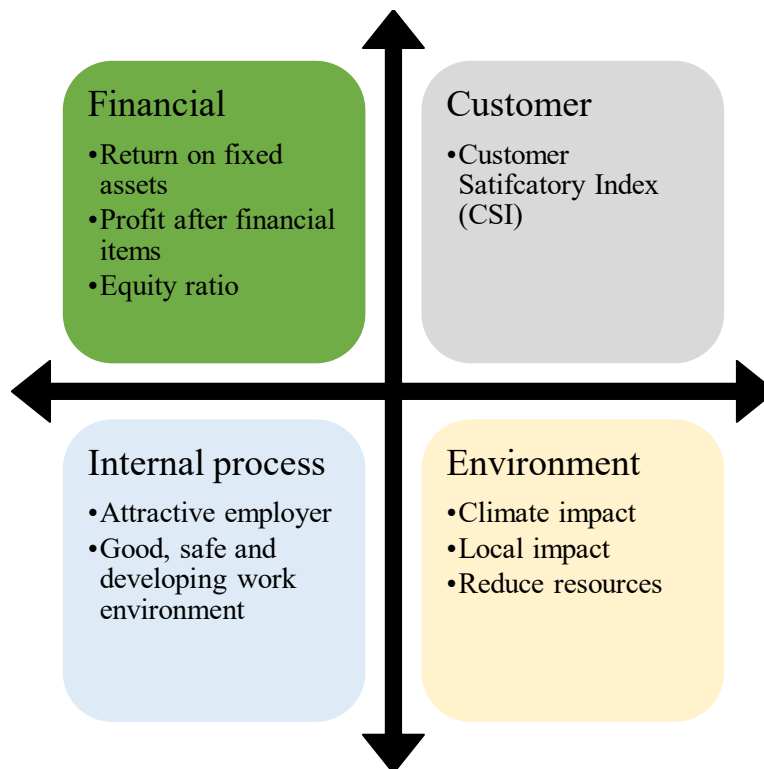 Financial
•Return on fixed
assets
•Profit after financial
items
•Equity ratio
Customer
•Customer
Satifcatory Index
(CSI)
Internal process
•Attractive employer
•Good, safe and
developing work
environment
Environment
•Climate impact
•Local impact
•Reduce resources